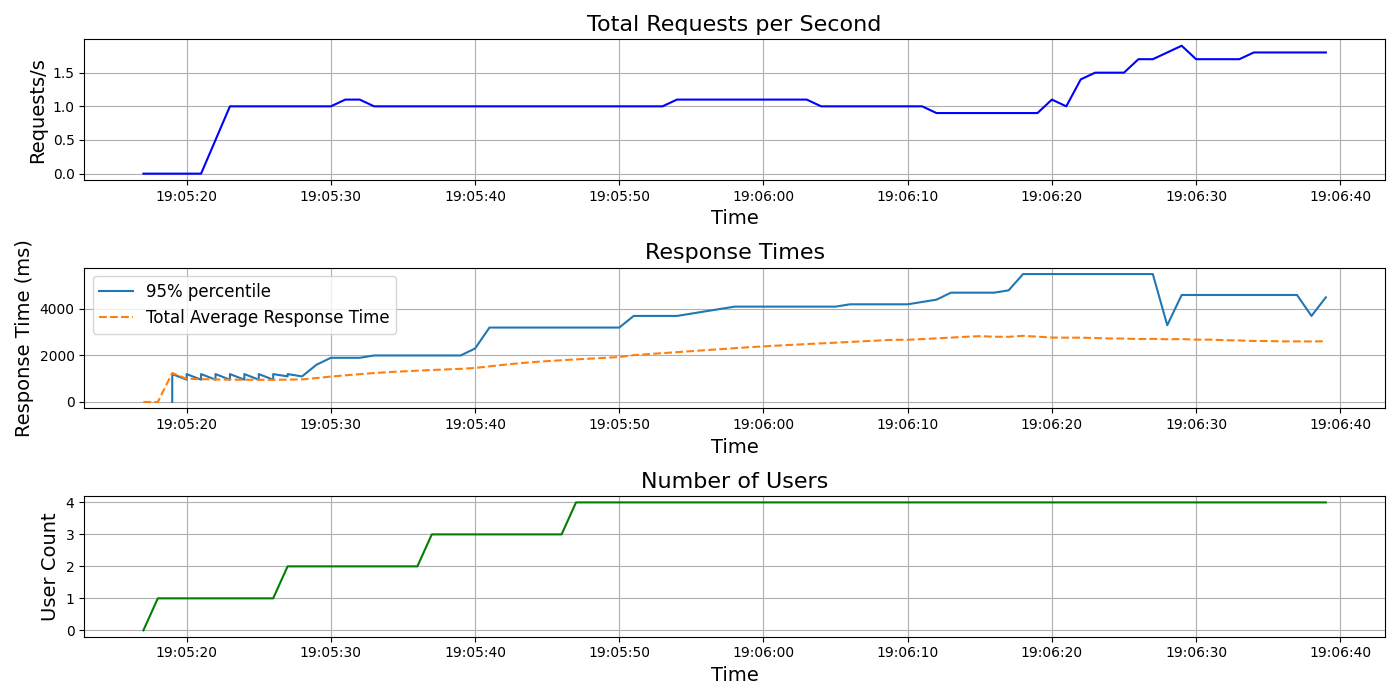 Total Requests per Second
Requests/s
1.5
1.0
0.5
0.0
19:05:20 19:05:30 19:05:40 19:05:50 19:06:00 19:06:10 19:06:20 19:06:30 19:06:40
Time
Response Times
Response Time (ms)
95% percentile
Total Average Response Time
4000
2000
0
19:05:20 19:05:30 19:05:40 19:05:50 19:06:00 19:06:10 19:06:20 19:06:30 19:06:40
Time
Number of Users
User Count
4
3
2
1
0
19:05:20 19:05:30 19:05:40 19:05:50 19:06:00 19:06:10 19:06:20 19:06:30 19:06:40
Time